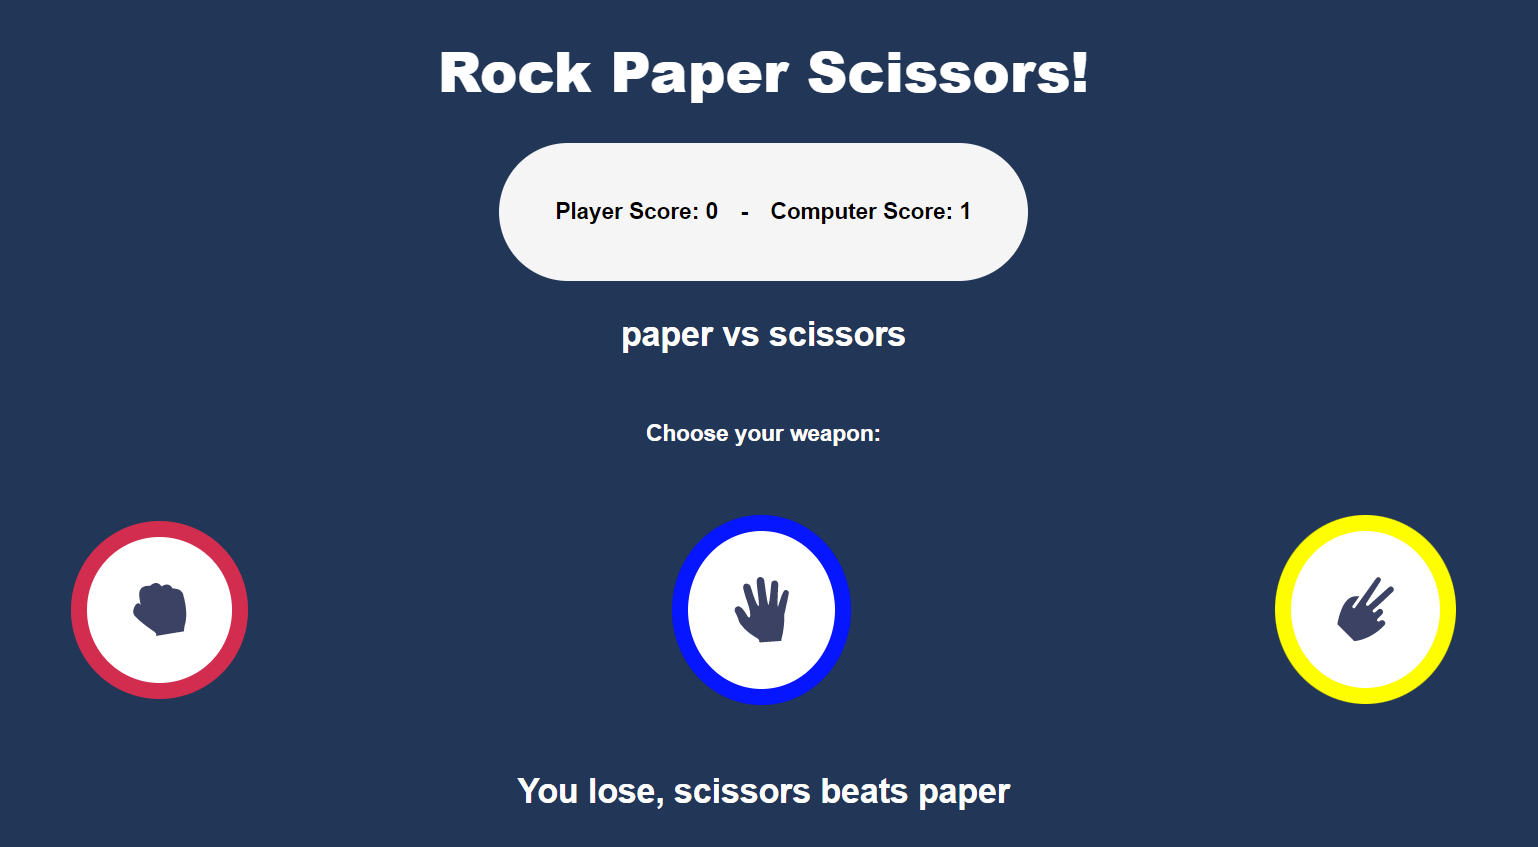 Rock Paper Scissors!
Player Score: 0 - Computer Score: 1
paper vs scissors
Choose your weapon:
You lose, scissors beats paper